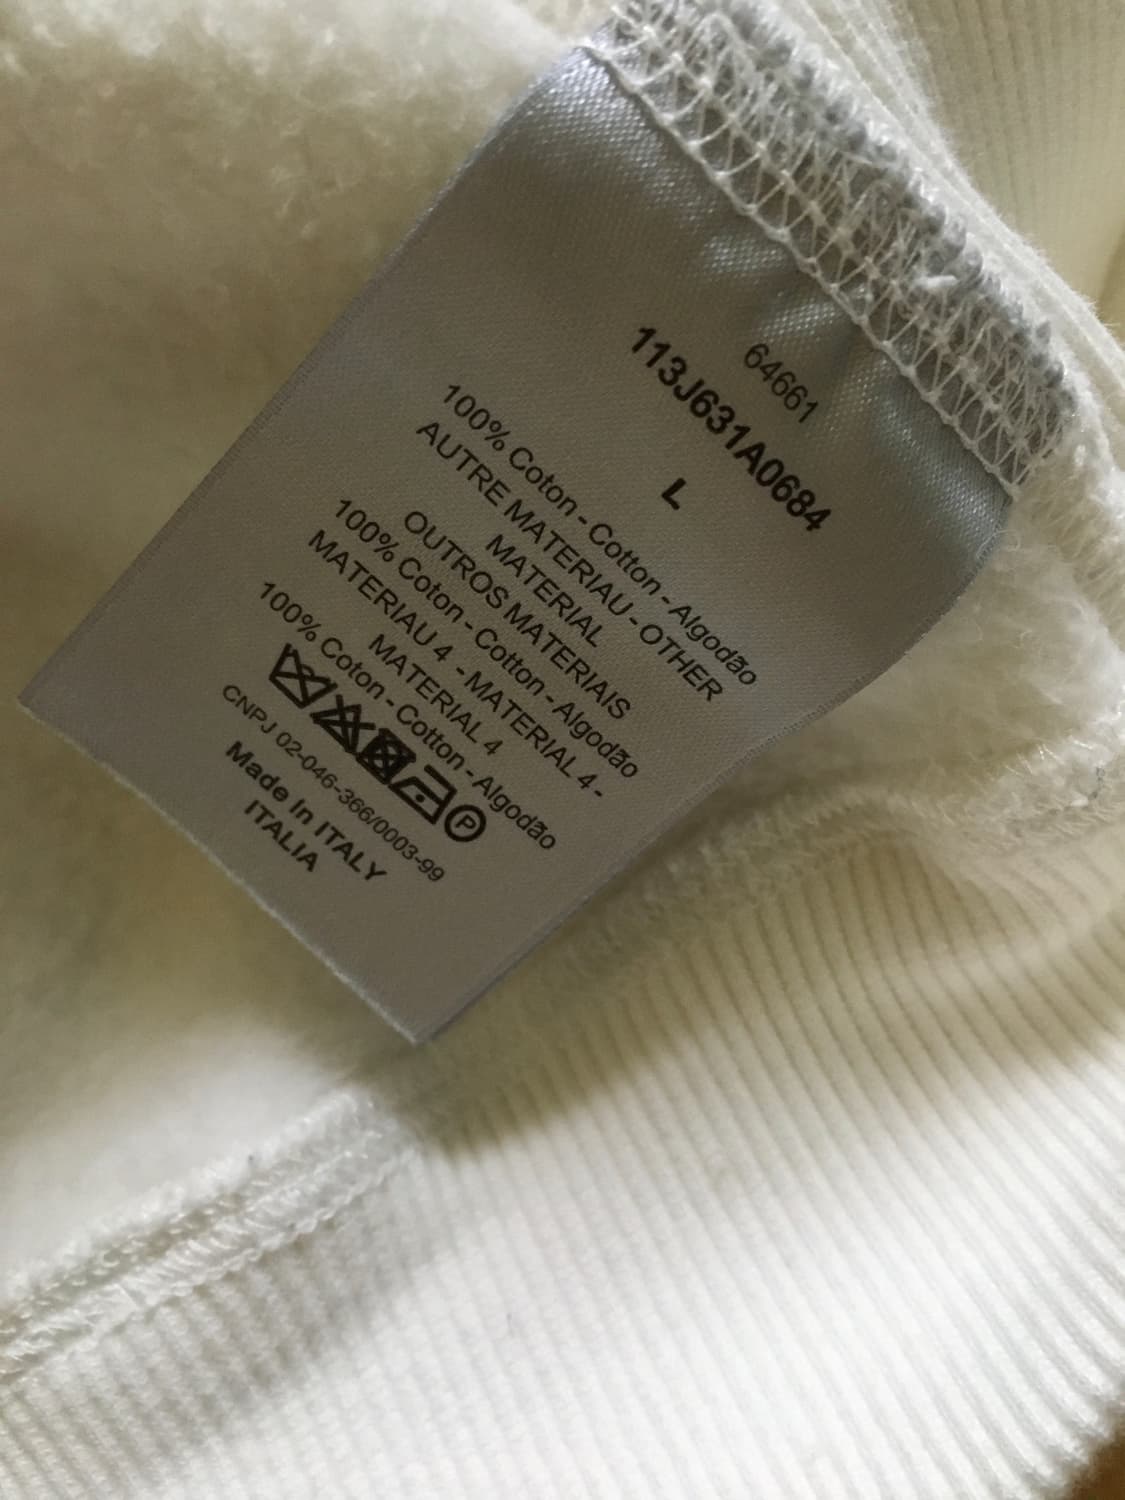 64661
113J631A0684
L
100% Coton - Cotton - Algodão
AUTRE MATERIAU - OTHER
MATERIAL
OUTROS MATERIAIS
100% Coton - Cotton - Algodão
MATERIAU 4 - MATERIAL 4 -
MATERIAL 4
100% Coton - Cotton - Algodão
P
CNPJ 02-046-366/0003-99
Made In ITALY
ITALIA